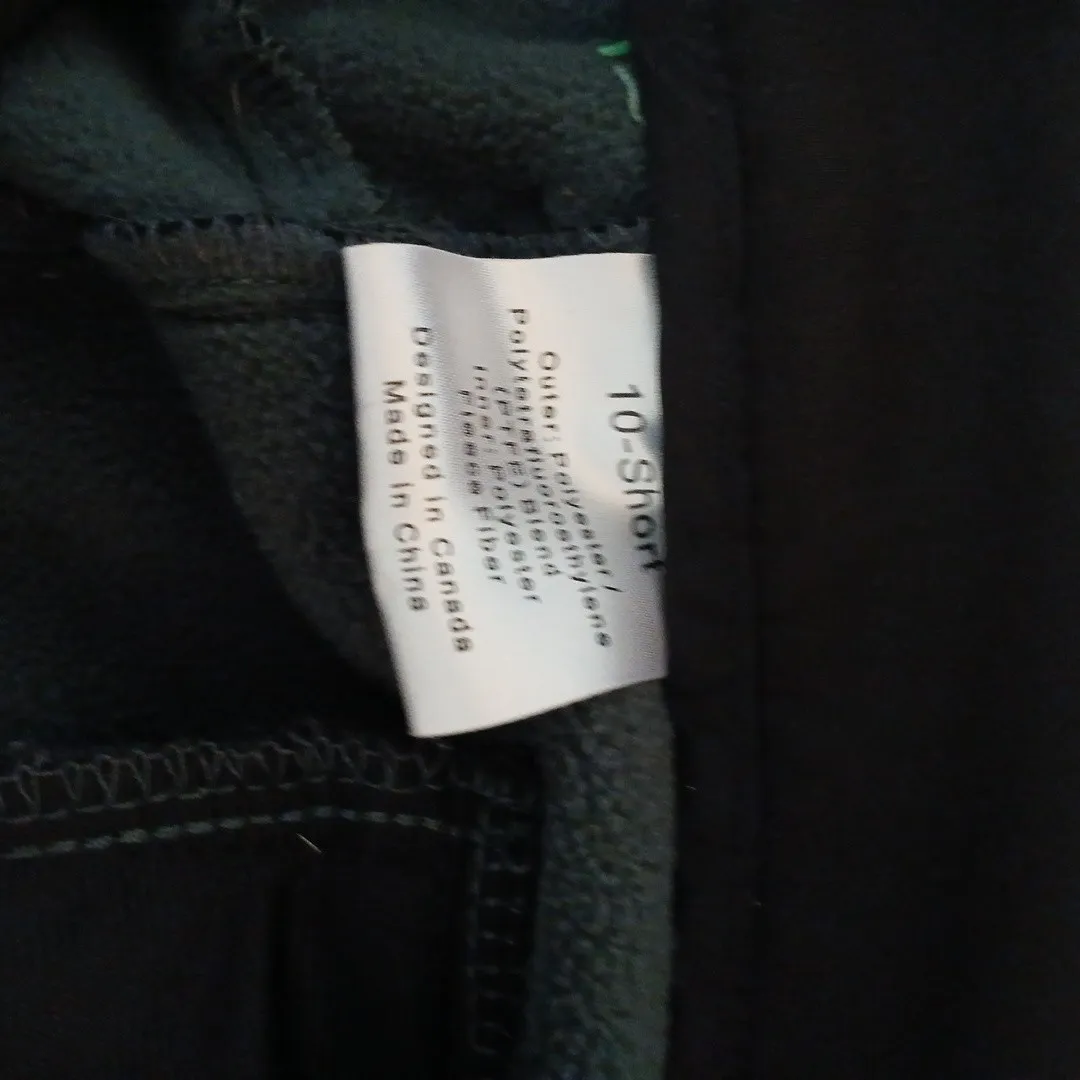 10-Short
Outer: Polyester/
Polytetrafluoroethylene
(PTFE) Blend
Inner: Polyester
Fleece Fiber
Designed in Canada
Made in China